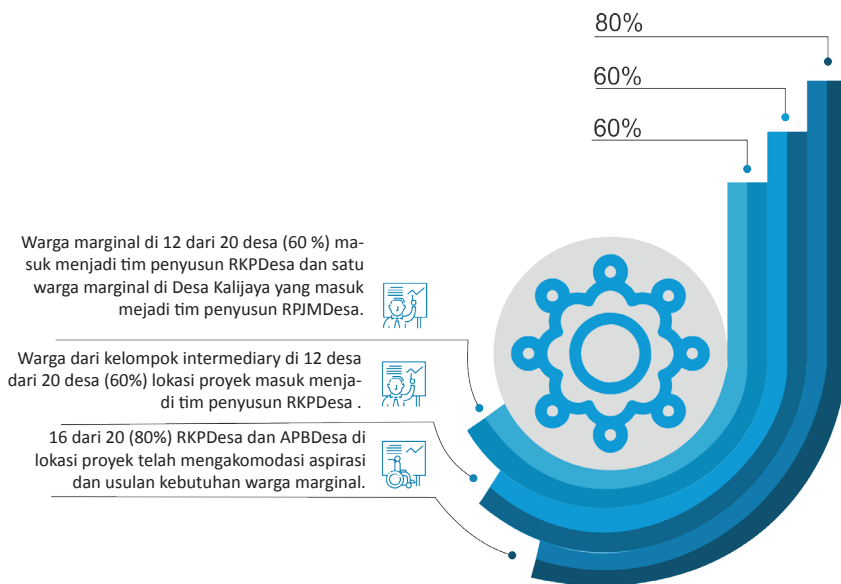 80%
60%
60%
Warga marginal di 12 dari 20 desa (60 %) ma-
suk menjadi tim penyusun RKPDesa dan satu
warga marginal di Desa Kalijaya yang masuk
mejadi tim penyusun RPJMDesa.
Warga dari kelompok intermediary di 12 desa
dari 20 desa (60%) lokasi proyek masuk menja-
di tim penyusun RKPDesa .
16 dari 20 (80%) RKPDesa dan APBDesa di
lokasi proyek telah mengakomodasi aspirasi
dan usulan kebutuhan warga marginal.